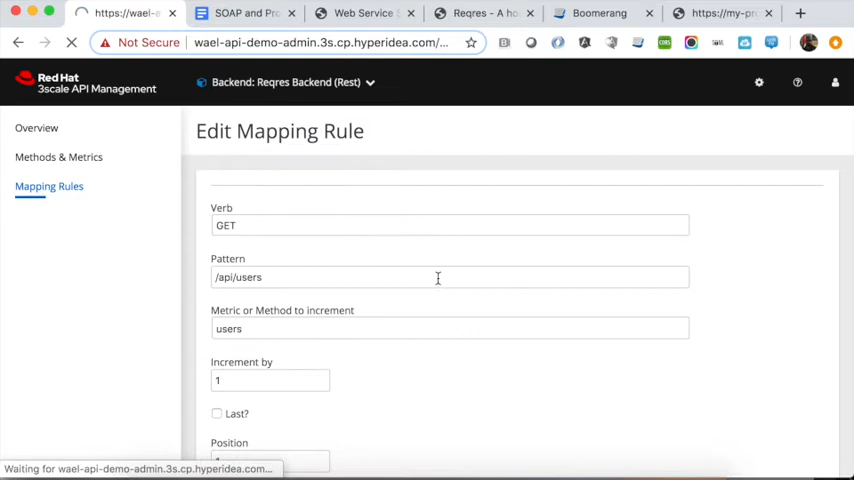 https://wael-a
SOAP and Pro
Web Service S
Reqres - A ho
Boomerang
https://my-pr
Not Secure
wael-api-demo-admin.3s.cp.hyperidea.com/...
Red Hat
3scale API Management
Backend: Reqres Backend (Rest)
Overview
Methods & Metrics
Mapping Rules
Edit Mapping Rule
Verb
GET
Pattern
/api/users
Metric or Method to increment
users
Increment by
1
Last?
Position
Waiting for wael-api-demo-admin.3s.cp.hyperidea.com...